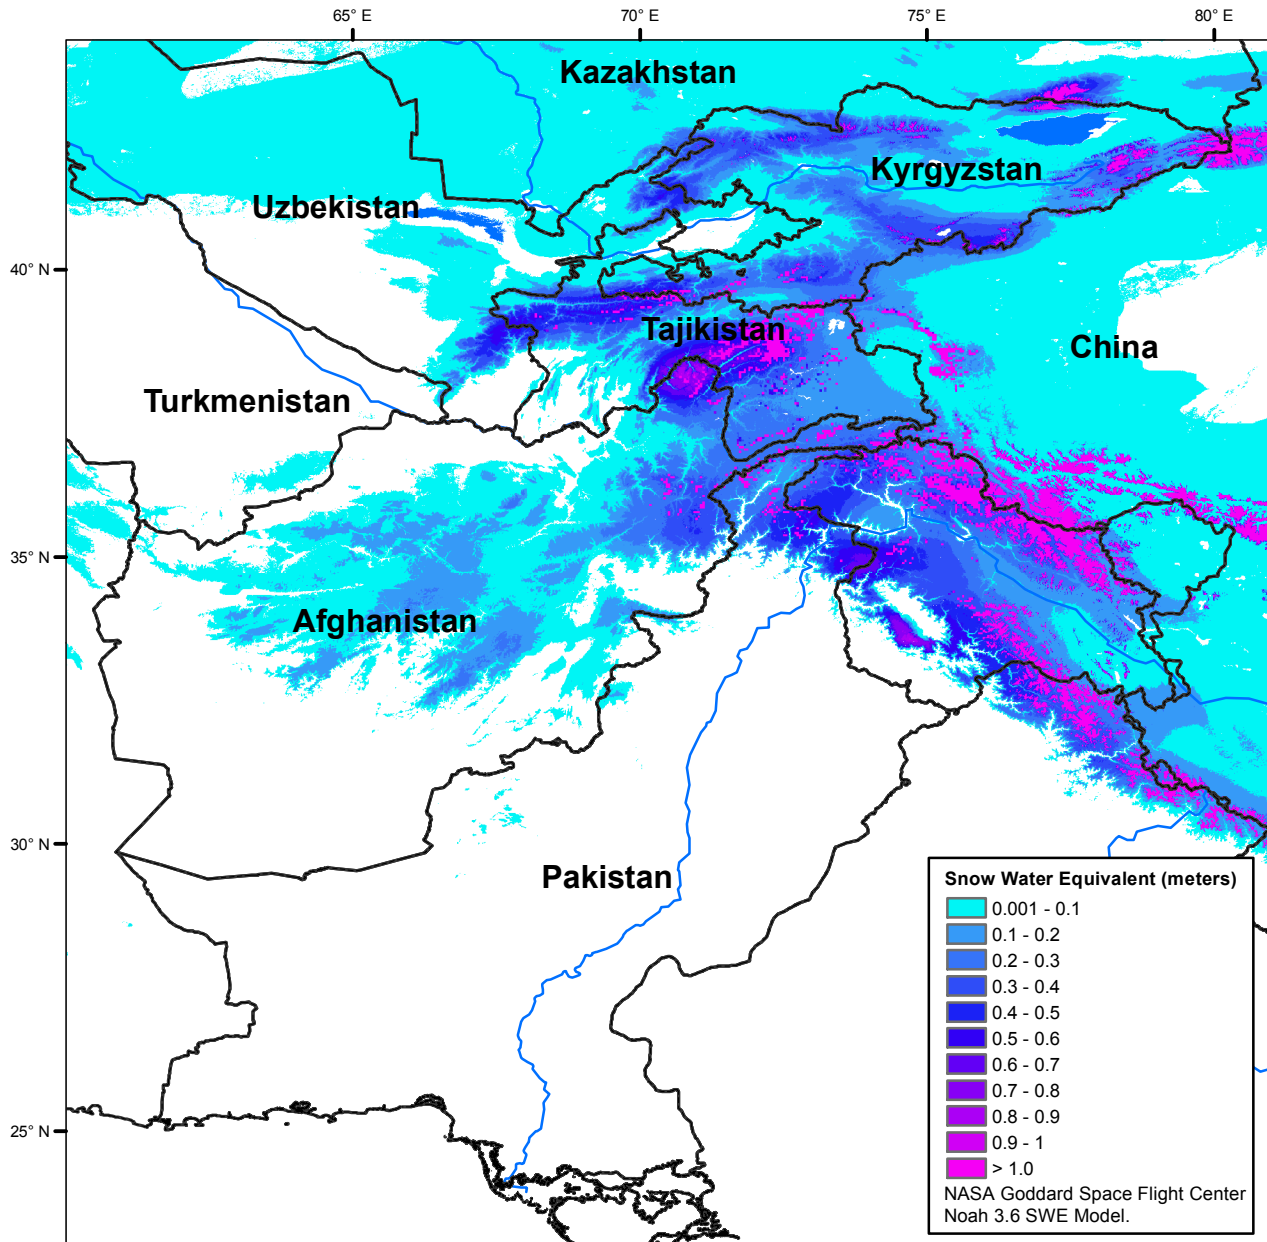 65° E
70° E
75° E
80° E
Kazakhstan
Kyrgyzstan
Uzbekistan
40° N
Tajikistan
China
Turkmenistan
35° N
Afghanistan
30° N
Pakistan
25° N
Snow Water Equivalent (meters)
0.001 - 0.1
0.1 - 0.2
0.2 - 0.3
0.3 - 0.4
0.4 - 0.5
0.5 - 0.6
0.6 - 0.7
0.7 - 0.8
0.8 - 0.9
0.9 - 1
> 1.0
NASA Goddard Space Flight Center
Noah 3.6 SWE Model.